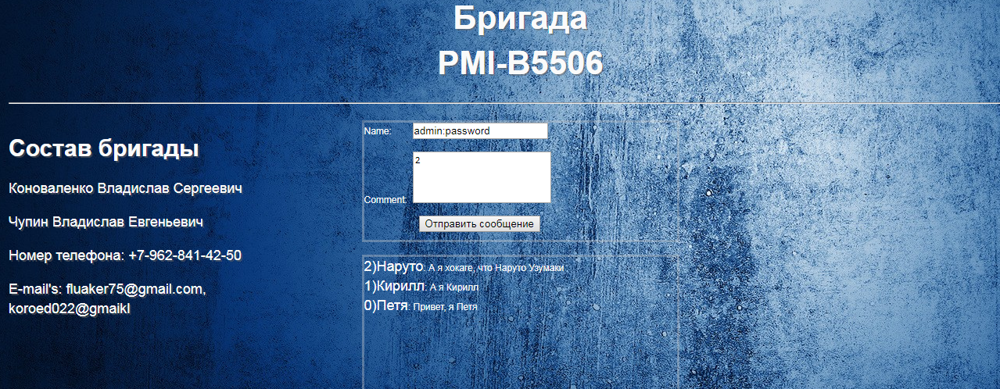 Бригада
PMI-B5506
Состав бригады
Коноваленко Владислав Сергеевич
Чупин Владислав Евгеньевич
Номер телефона: +7-962-841-42-50
E-mail's: fluaker75@gmail.com,
koroed022@gmaikl
Name: admin:password
2
Comment:
Отправить сообщение
2)Наруто: А я хокаге, что Наруто Узумаки
1)Кирилл: А я Кирилл
0)Петя: Привет, я Петя